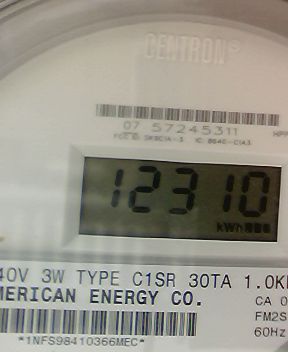 CENTRON®
07 57245311
12310
kWh
40V 3W TYPE C1SR 30TA 1.0K
MERICAN ENERGY CO.
CA 0
FM2S
60Hz
*1NFS98410366MEC*